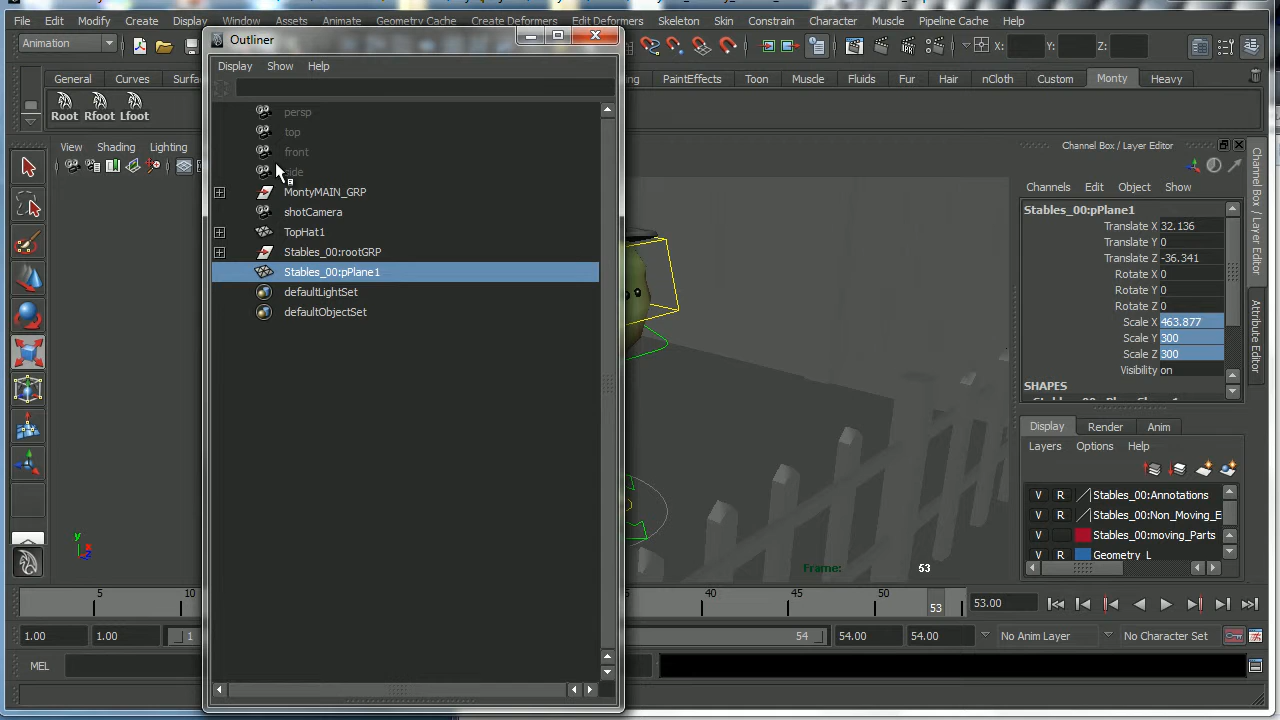 File Edit Modify Create Display Window Assets Animate Geometry Cache Create Deformers Edit Deformers Skeleton Skin Constrain Character Muscle Pipeline Cache Help
Animation X: Y: Z:
Outliner
General Curves PaintEffects Toon Muscle Fluids Fur Hair nCloth Custom Monty Heavy
Display Show Help
Root Rfoot Lfoot
View Shading Lighting
Channel Box / Layer Editor
Channels Edit Object Show
persp
top
front
MontyMAIN_GRP
shotCamera
TopHat1
Stables_00:rootGRP
Stables_00:pPlane1
defaultLightSet
defaultObjectSet
Stables_00:pPlane1
Translate X 32.136
Translate Y 0
Translate Z -36.341
Rotate X 0
Rotate Y 0
Rotate Z 0
Scale X 463.877
Scale Y 300
Scale Z 300
Visibility on
SHAPES
Channel Box / Layer Editor
Attribute Editor
Display Render Anim
Layers Options Help
V R Stables_00:Annotations
V R Stables_00:Non_Moving_E
V Stables_00:moving_Parts
V R Geometry_L
y
x
z
Frame: 53
5 10 40 45 50 53
53.00
1.00 1.00 1 54 54.00 54.00 No Anim Layer No Character Set
MEL